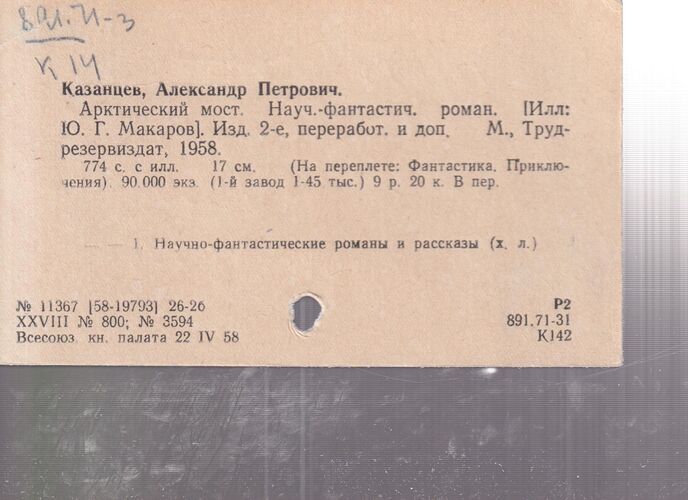 891.71-3
К 14
Казанцев, Александр Петрович.
Арктический мост. Науч.-фантастич. роман. [Илл:
Ю. Г. Макаров]. Изд. 2-е, переработ. и доп. М., Труд-
резервиздат, 1958.
774 с. с илл. 17 см. (На переплете: Фантастика. Приклю-
чения). 90.000 экз. (1-й завод 1-45 тыс.) 9 р. 20 к. В пер.
— — 1. Научно-фантастические романы и рассказы (х. л.)
№ 11367 [58-19793] 26-26 Р2
XXVIII № 800; № 3594 891.71-31
Всесоюз. кн. палата 22 IV 58 К142